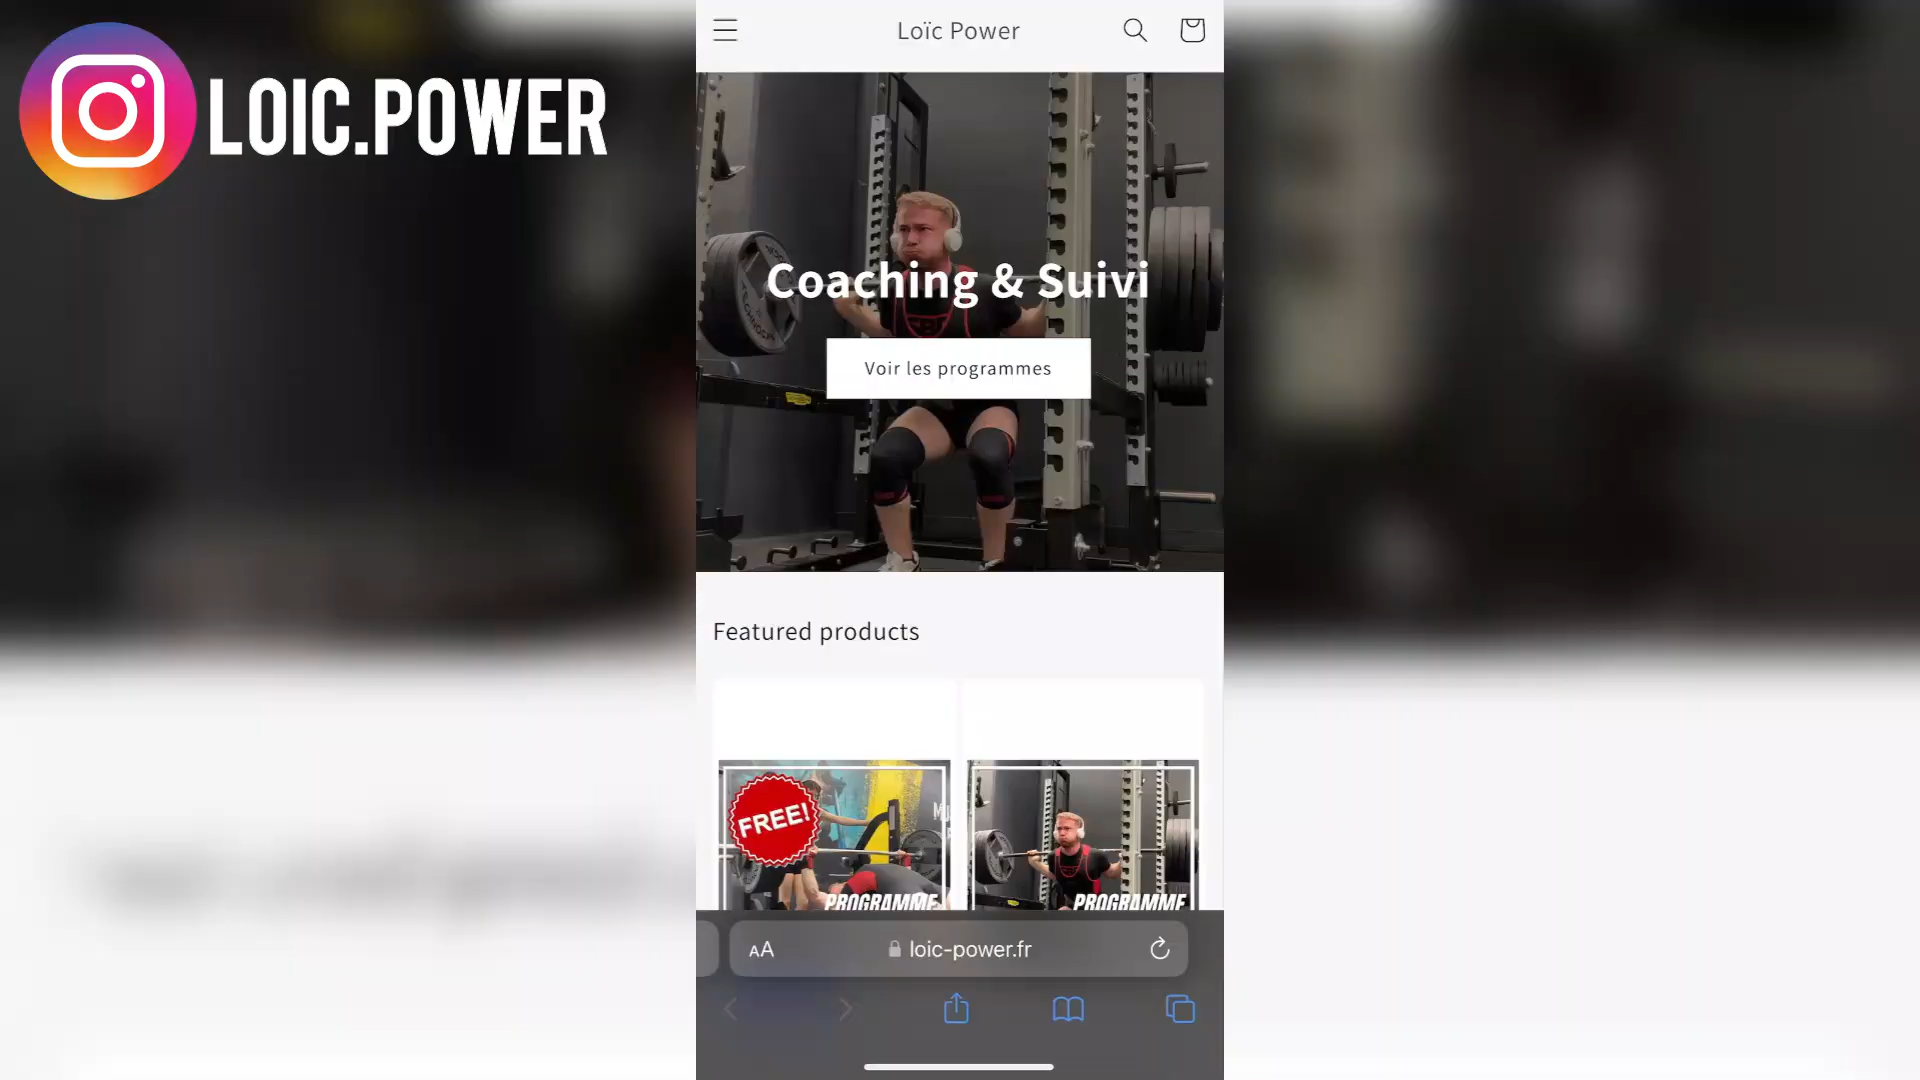 LOIC.POWER
Loïc Power
Coaching & Suivi
Voir les programmes
Featured products
FREE!
PROGRAMME
PROGRAMME
AA
loic-power.fr